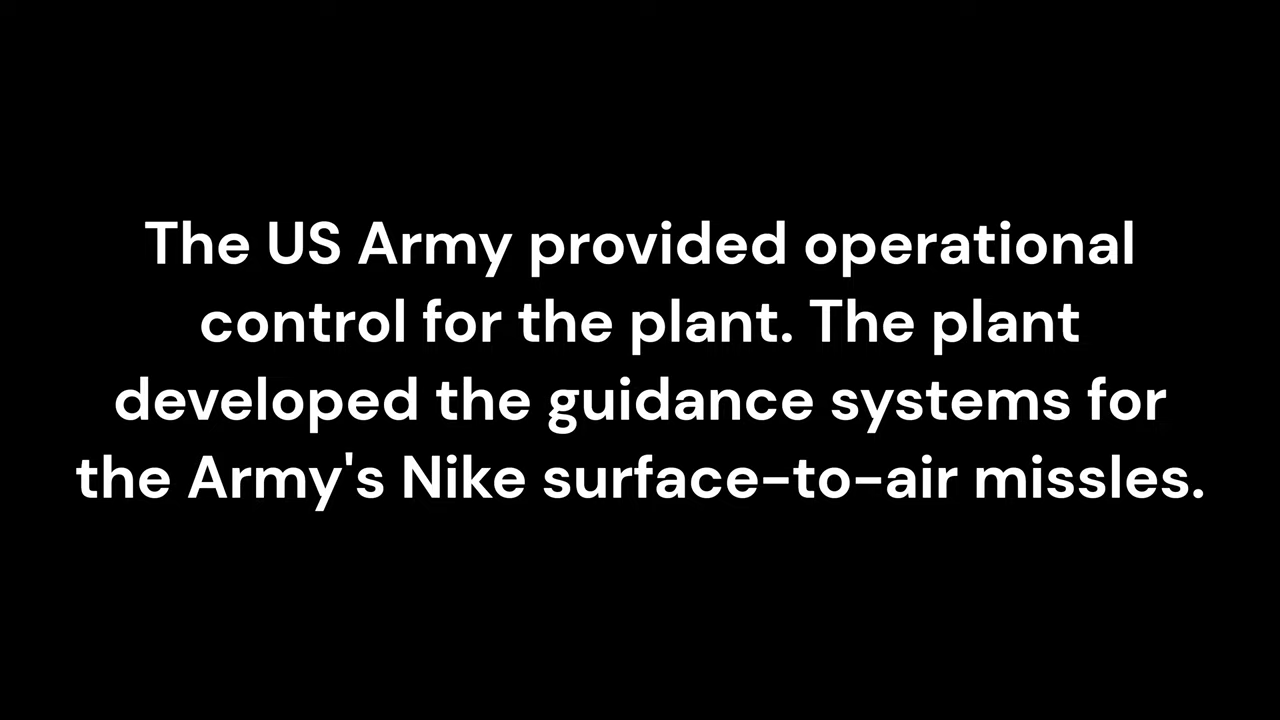 The US Army provided operational
control for the plant. The plant
developed the guidance systems for
the Army's Nike surface-to-air missles.